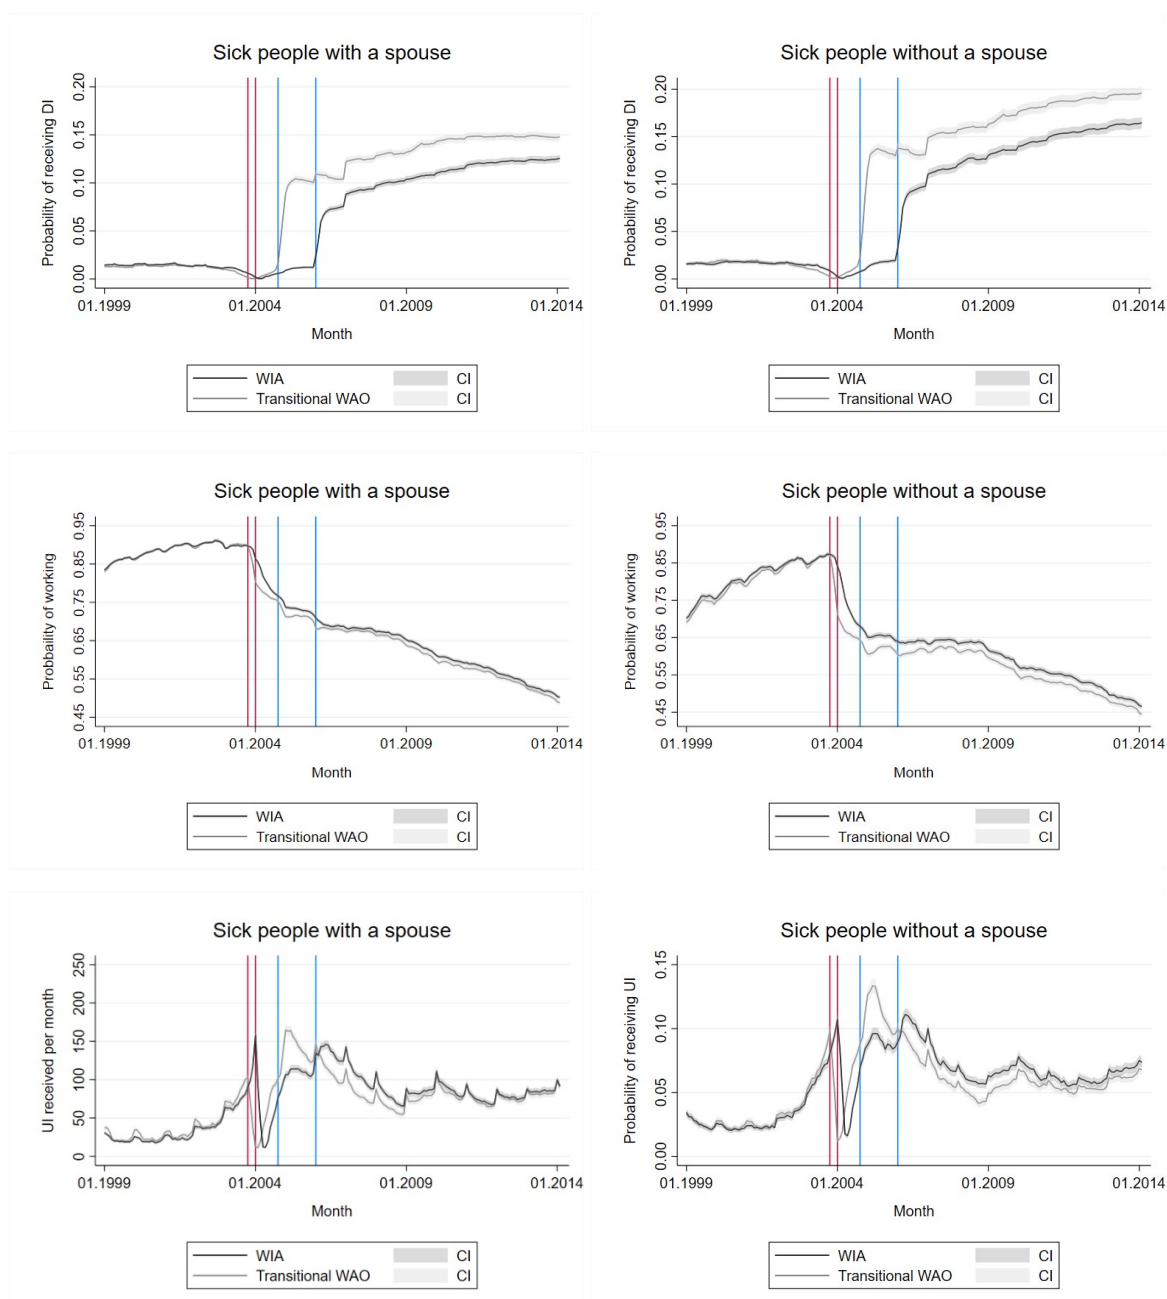 Sick people with a spouse
Probability of receiving DI
0.20
0.15
0.10
0.05
0.00
01.1999 01.2004 01.2009 01.2014
Month
WIA CI
Transitional WAO CI
Sick people without a spouse
Probability of receiving DI
0.20
0.15
0.10
0.05
0.00
01.1999 01.2004 01.2009 01.2014
Month
WIA CI
Transitional WAO CI
Sick people with a spouse
Probbaility of working
0.95
0.85
0.75
0.65
0.55
0.45
01.1999 01.2004 01.2009 01.2014
Month
WIA CI
Transitional WAO CI
Sick people without a spouse
Probability of working
0.95
0.85
0.75
0.65
0.55
0.45
01.1999 01.2004 01.2009 01.2014
Month
WIA CI
Transitional WAO CI
Sick people with a spouse
UI received per month
250
200
150
100
50
0
01.1999 01.2004 01.2009 01.2014
Month
WIA CI
Transitional WAO CI
Sick people without a spouse
Probability of receiving UI
0.15
0.10
0.05
0.00
01.1999 01.2004 01.2009 01.2014
Month
WIA CI
Transitional WAO CI